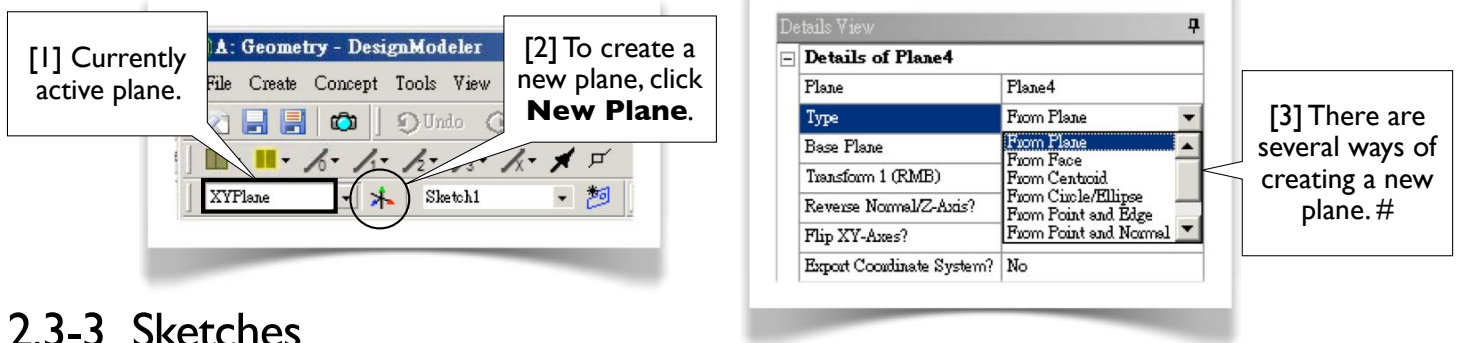 [1] Currently
active plane.
A: Geometry - DesignModeler
File Create Concept Tools View
Undo
XYPlane
Sketch1
[2] To create a
new plane, click
New Plane.
Details View
Details of Plane4
Plane Plane4
Type From Plane
Base Plane From Plane
From Face
Transform 1 (RMB) From Centroid
Reverse Normal/Z-Axis? From Circle/Ellipse
From Point and Edge
Flip XY-Axes? From Point and Normal
Export Coordinate System? No
[3] There are
several ways of
creating a new
plane. #
2.3-3 Sketches